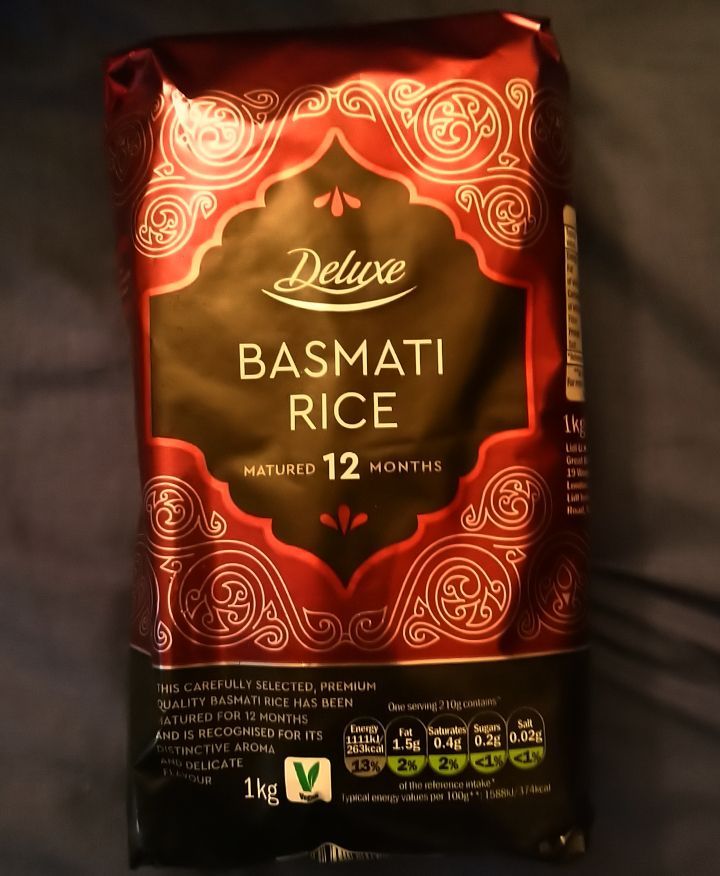 Deluxe
BASMATI
RICE
MATURED 12 MONTHS
1kg
THIS CAREFULLY SELECTED, PREMIUM
QUALITY BASMATI RICE HAS BEEN
MATURED FOR 12 MONTHS
AND IS RECOGNISED FOR ITS
DISTINCTIVE AROMA
AND DELICATE
FLAVOUR
1kg
Vegan
One serving 210g contains
Energy
1111kJ
263kcal
13%
Fat
1.5g
2%
Saturates
0.4g
2%
Sugars
0.2g
<1%
Salt
0.02g
<1%
of the reference intake*
Typical energy values per 100g**: 1588kJ/374kcal